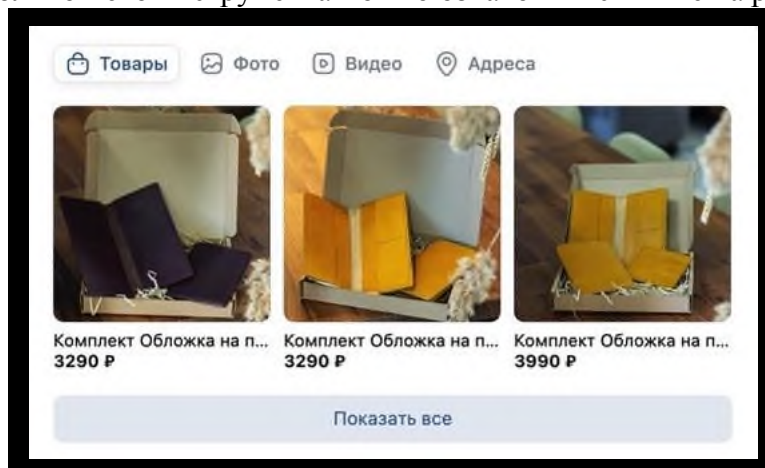 Товары Фото Видео Адреса
Комплект Обложка на п... Комплект Обложка на п... Комплект Обложка на п...
3290 ₽ 3290 ₽ 3990 ₽
Показать все